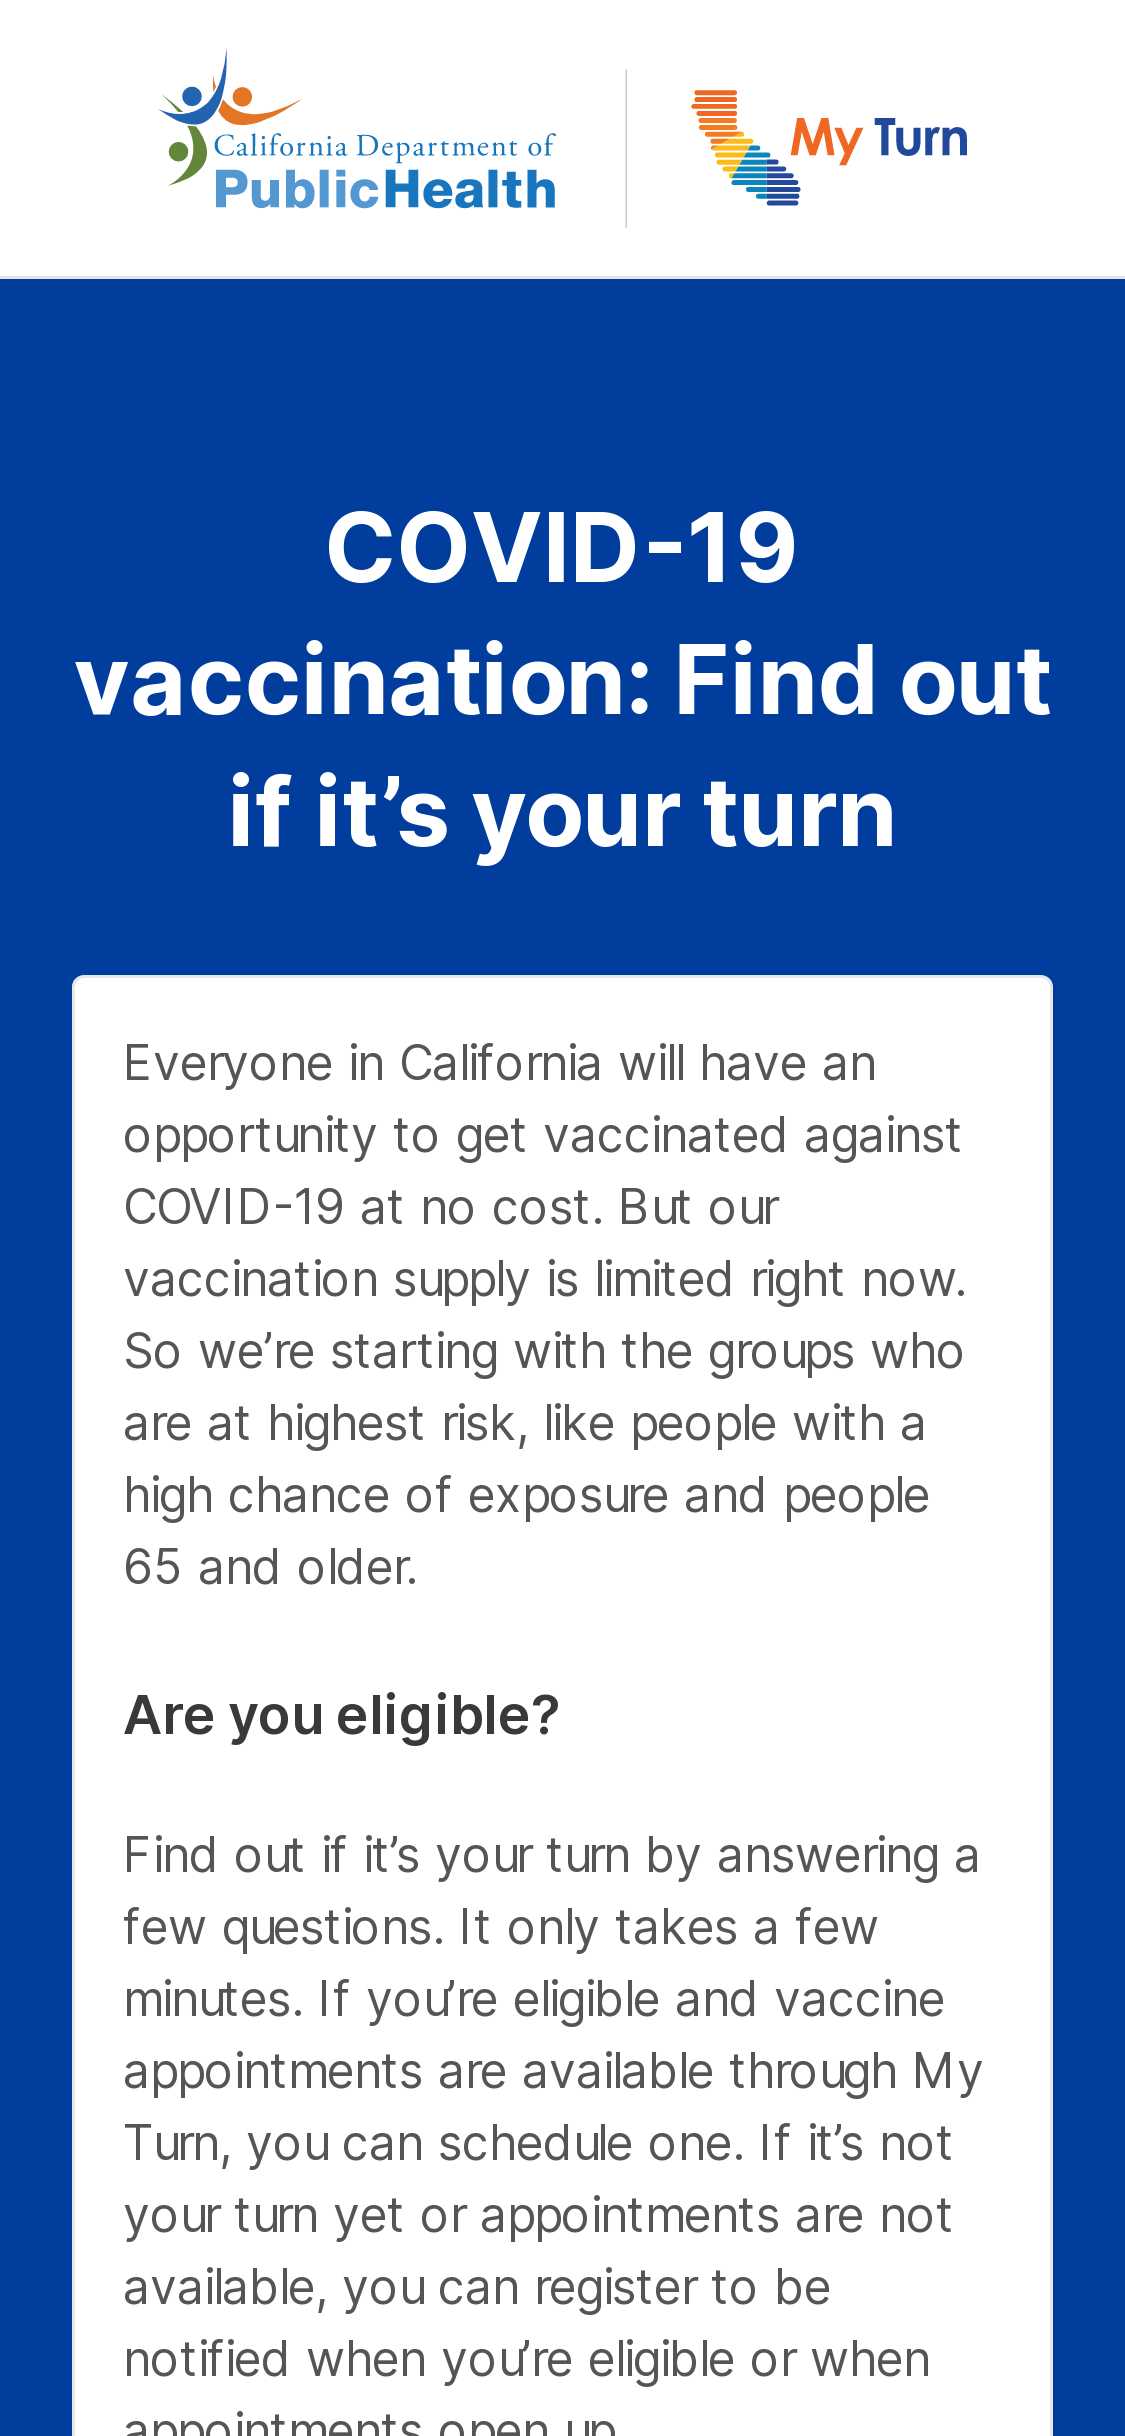 California Department of
PublicHealth
My Turn
COVID-19
vaccination: Find out
if it’s your turn
Everyone in California will have an
opportunity to get vaccinated against
COVID-19 at no cost. But our
vaccination supply is limited right now.
So we’re starting with the groups who
are at highest risk, like people with a
high chance of exposure and people
65 and older.
Are you eligible?
Find out if it’s your turn by answering a
few questions. It only takes a few
minutes. If you’re eligible and vaccine
appointments are available through My
Turn, you can schedule one. If it’s not
your turn yet or appointments are not
available, you can register to be
notified when you’re eligible or when
appointments open up.